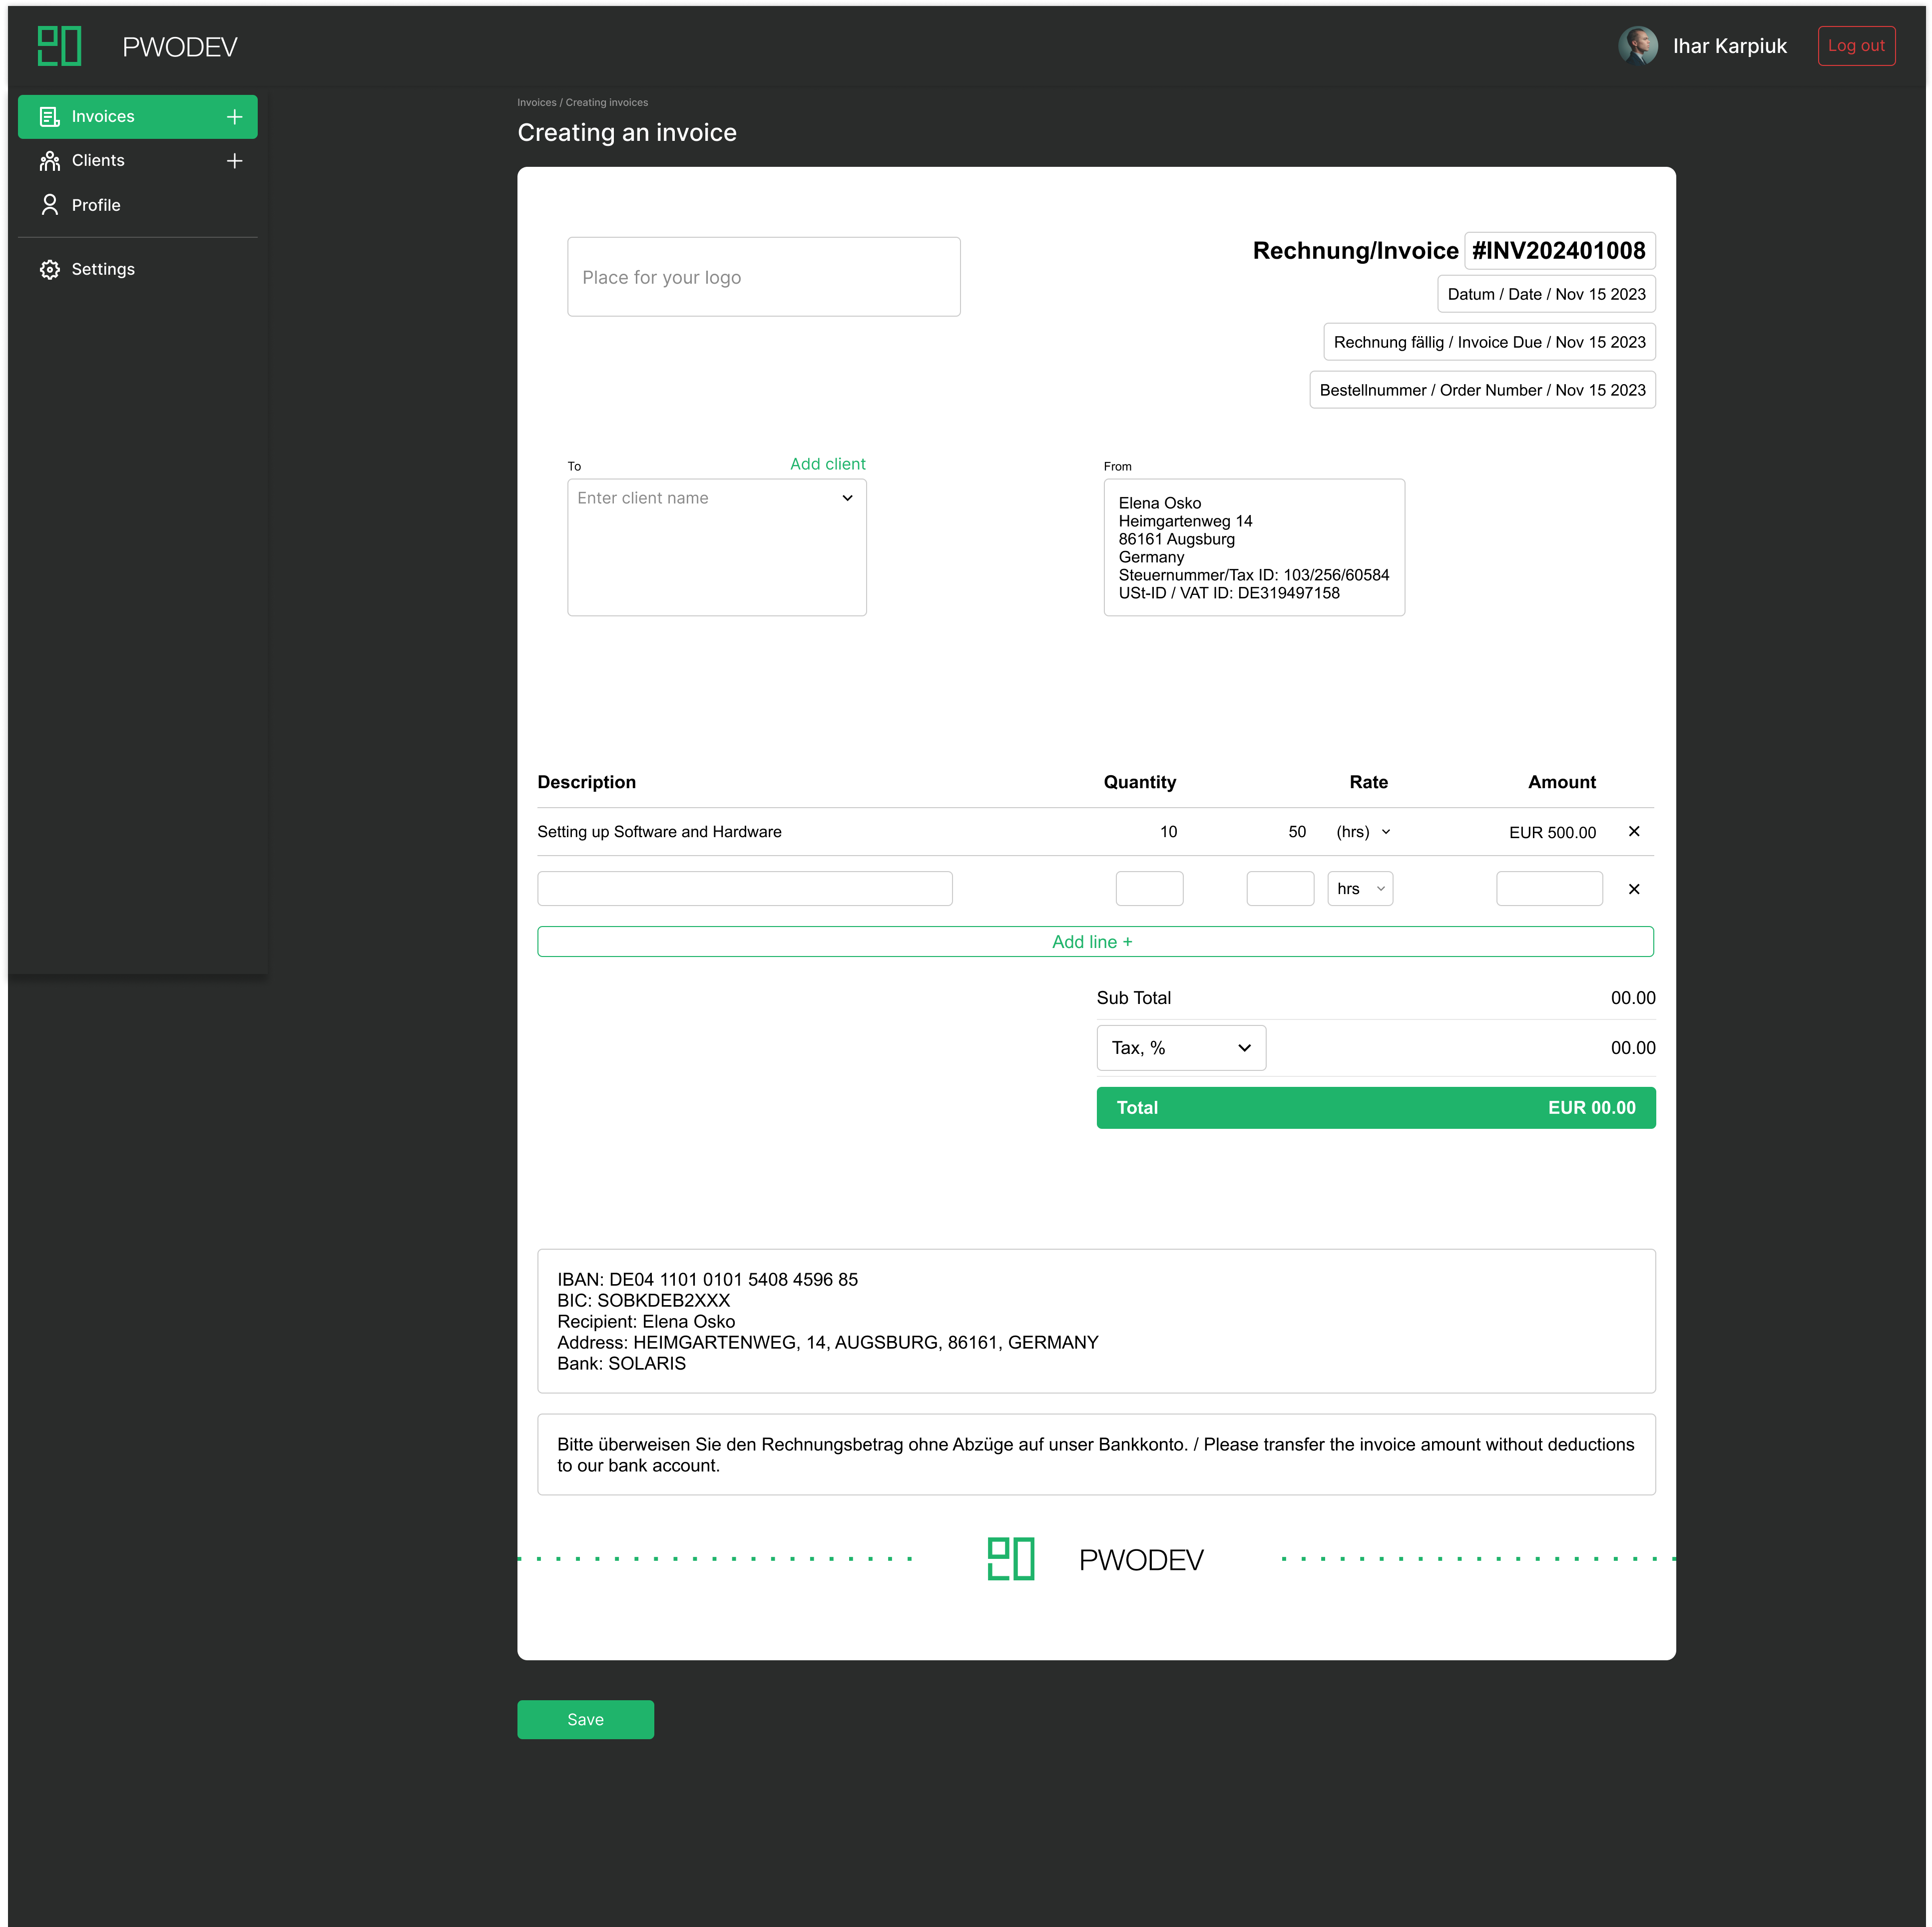 PWODEV
Ihar Karpiuk
Log out
Invoices
Clients
Profile
Settings
Invoices / Creating invoices
Creating an invoice
Place for your logo
Rechnung/Invoice #INV202401008
Datum / Date / Nov 15 2023
Rechnung fällig / Invoice Due / Nov 15 2023
Bestellnummer / Order Number / Nov 15 2023
To
Add client
Enter client name
From
Elena Osko
Heimgartenweg 14
86161 Augsburg
Germany
Steuernummer/Tax ID: 103/256/60584
USt-ID / VAT ID: DE319497158
Description Quantity Rate Amount
Setting up Software and Hardware 10 50 (hrs) EUR 500.00
hrs
Add line +
Sub Total 00.00
Tax, % 00.00
Total EUR 00.00
IBAN: DE04 1101 0101 5408 4596 85
BIC: SOBKDEB2XXX
Recipient: Elena Osko
Address: HEIMGARTENWEG, 14, AUGSBURG, 86161, GERMANY
Bank: SOLARIS
Bitte überweisen Sie den Rechnungsbetrag ohne Abzüge auf unser Bankkonto. / Please transfer the invoice amount without deductions
to our bank account.
PWODEV
Save